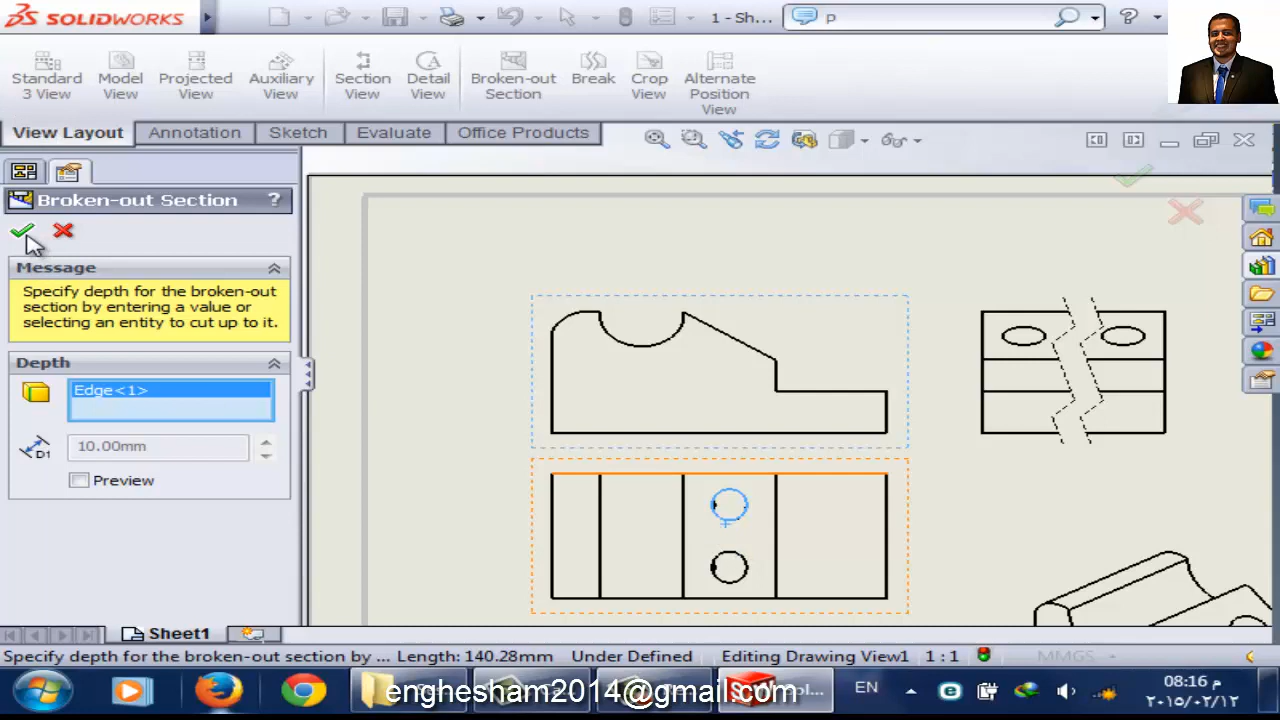 SOLIDWORKS
1 - Sh...
p
?
Standard
3 View
Model
View
Projected
View
Auxiliary
View
Section
View
Detail
View
Broken-out
Section
Break
Crop
View
Alternate
Position
View
View Layout
Annotation
Sketch
Evaluate
Office Products
Broken-out Section
?
Message
Specify depth for the broken-out
section by entering a value or
selecting an entity to cut up to it.
Depth
Edge<1>
D1
10.00mm
Preview
Sheet1
Specify depth for the broken-out section by ...
Length: 140.28mm
Under Defined
Editing Drawing View1
1 : 1
MMGS
enghesham2014@gmail.com
EN
08:16 م
٢٠١٥/٠٢/١٢